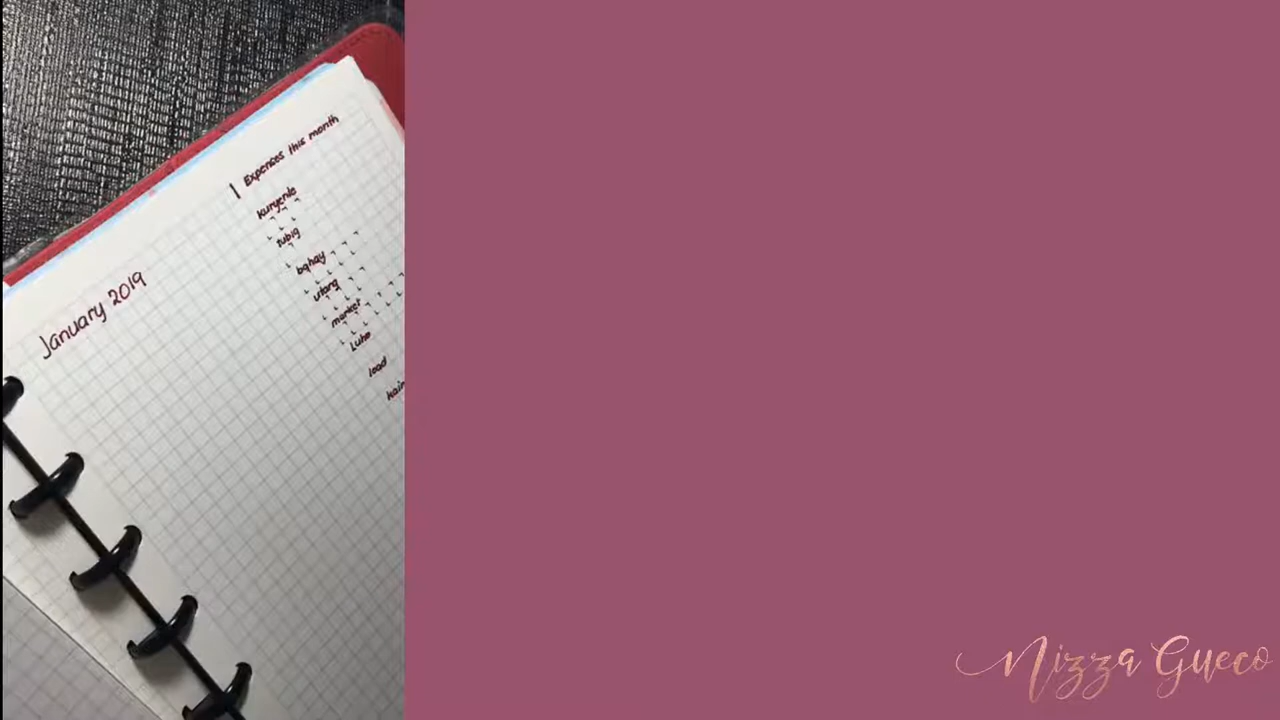 January 2019
Expenses this month
kuryente
tubig
bahay
utang
market
Luho
load
Nizza Gueco